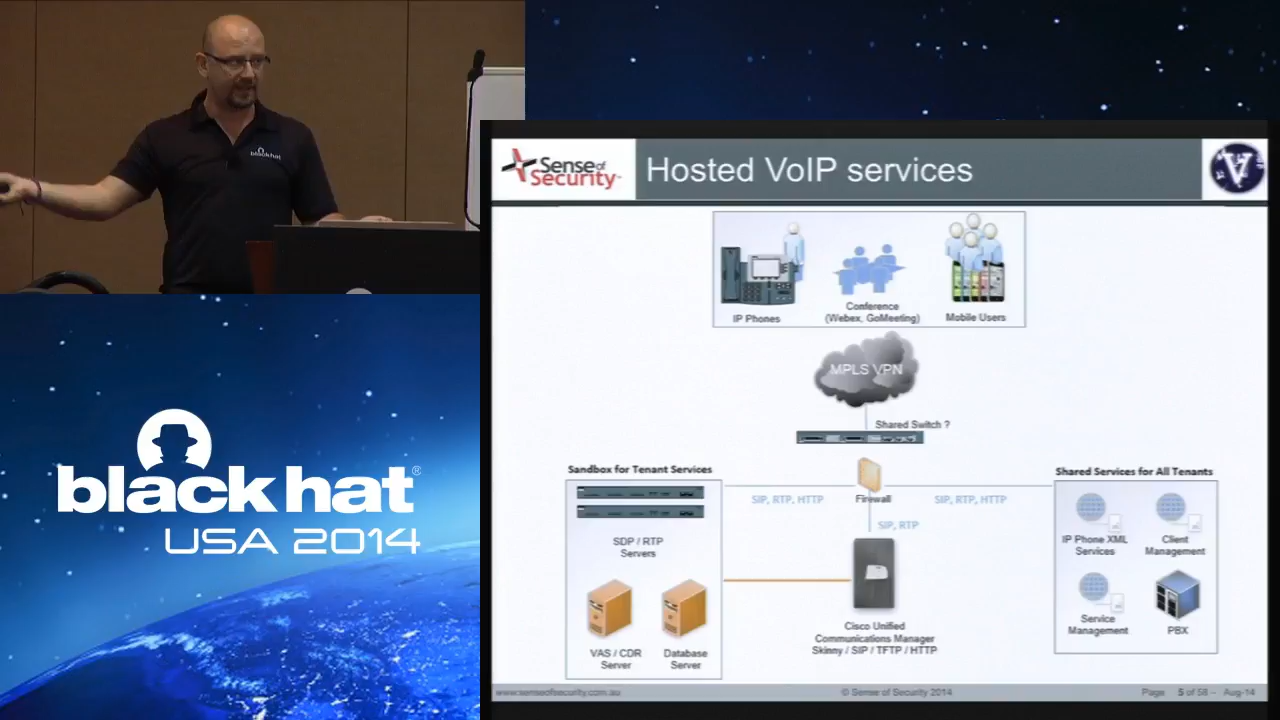 black hat
Sense of
Security™
Hosted VoIP services
V
IP Phones
Conference
(Webex, GoMeeting)
Mobile Users
MPLS VPN
Shared Switch ?
Sandbox for Tenant Services
Shared Services for All Tenants
SIP, RTP, HTTP
Firewall
SIP, RTP, HTTP
SIP, RTP
SDP / RTP
Servers
IP Phone XML
Services
Client
Management
VAS / CDR
Server
Database
Server
Cisco Unified
Communications Manager
Skinny / SIP / TFTP / HTTP
Service
Management
PBX
www.senseofsecurity.com.au
© Sense of Security 2014
Page 5 of 58 – Aug-14
black hat®
USA 2014